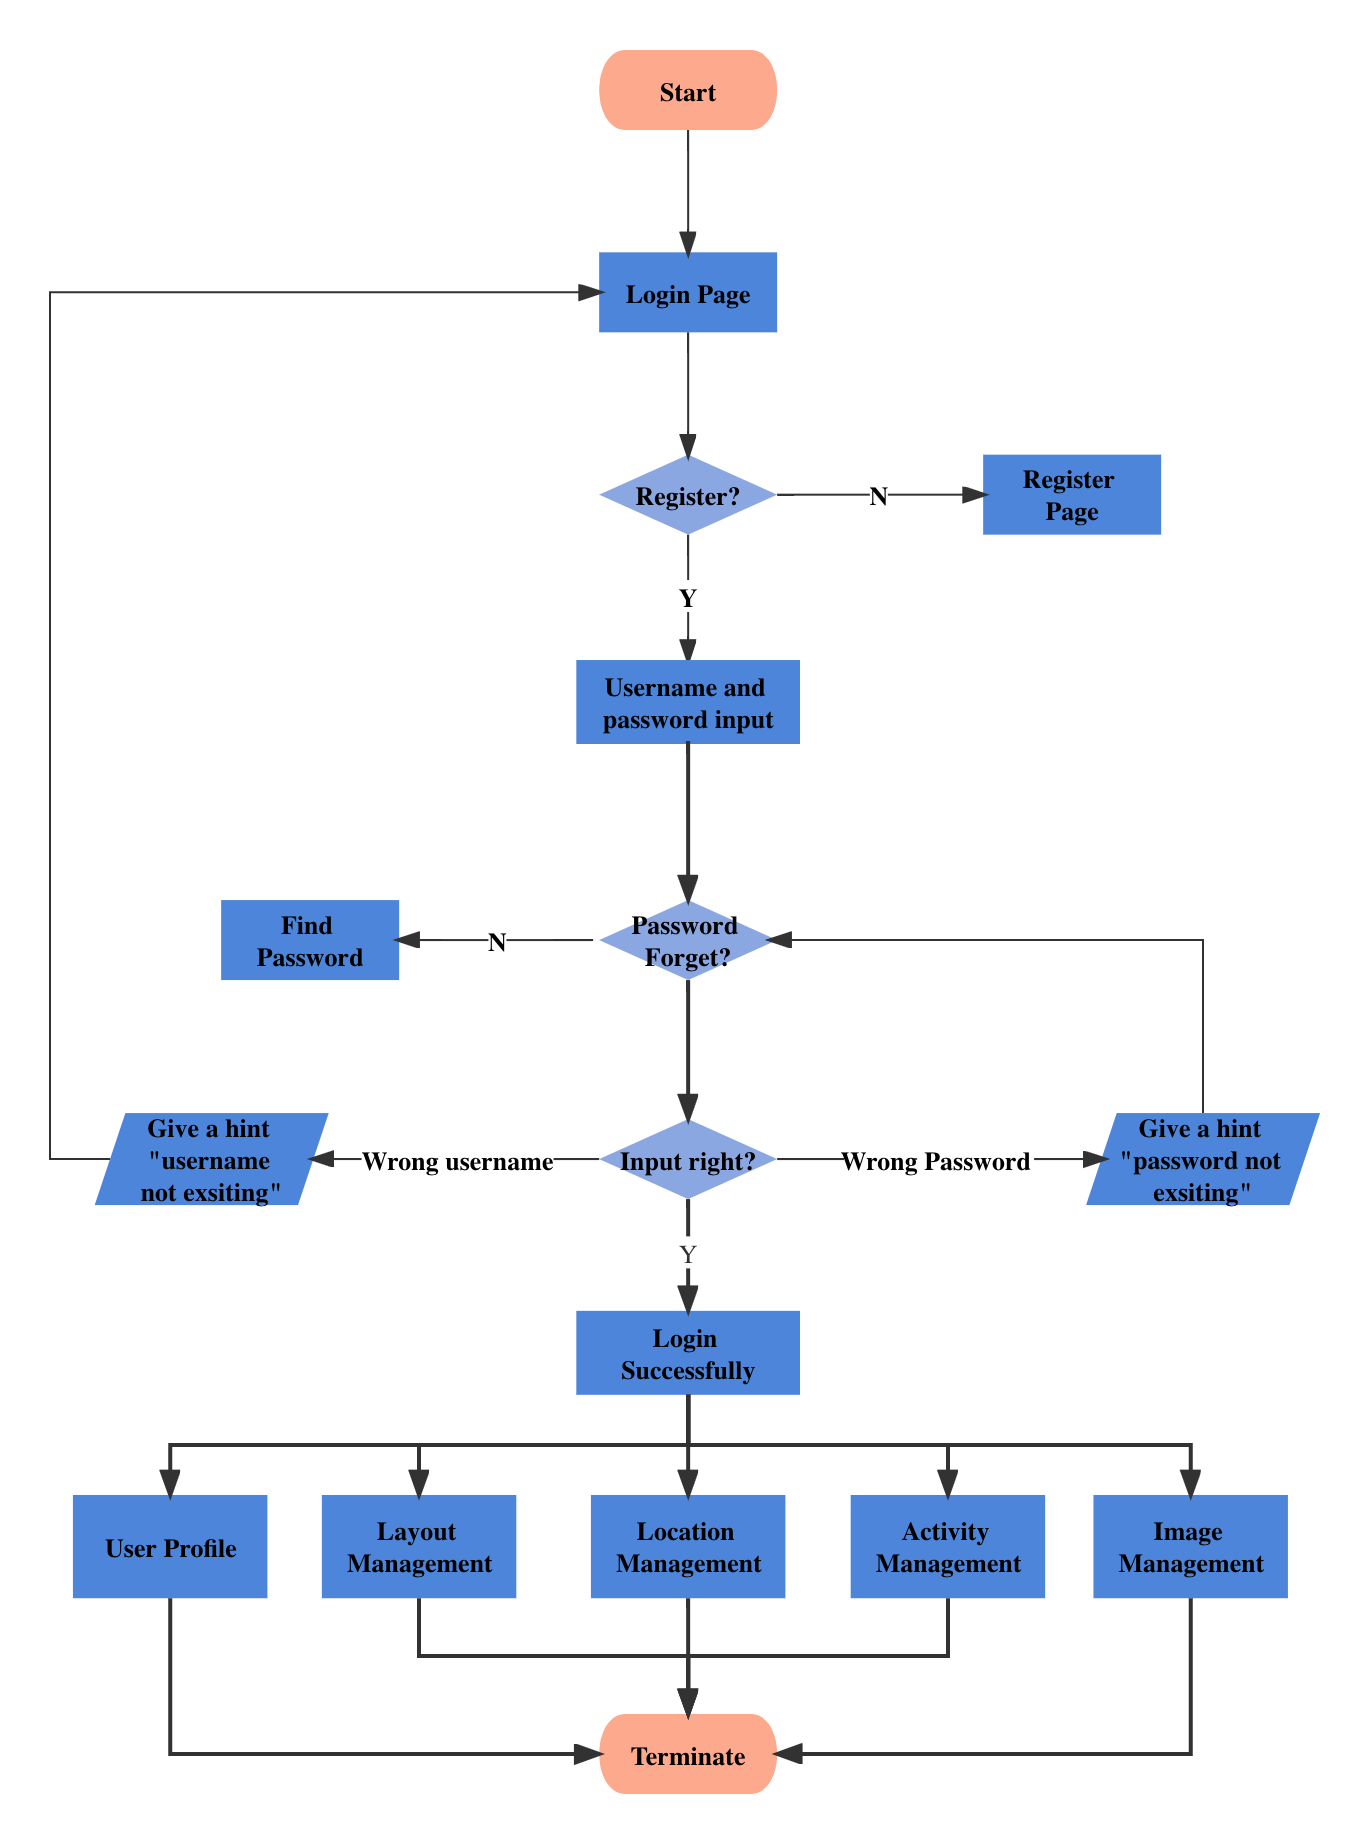 Start
Login Page
Register?
N
Register
Page
Y
Username and
password input
Find
Password
N
Password
Forget?
Give a hint
"username
not exsiting"
Wrong username
Input right?
Wrong Password
Give a hint
"password not
exsiting"
Y
Login
Successfully
User Profile
Layout
Management
Location
Management
Activity
Management
Image
Management
Terminate